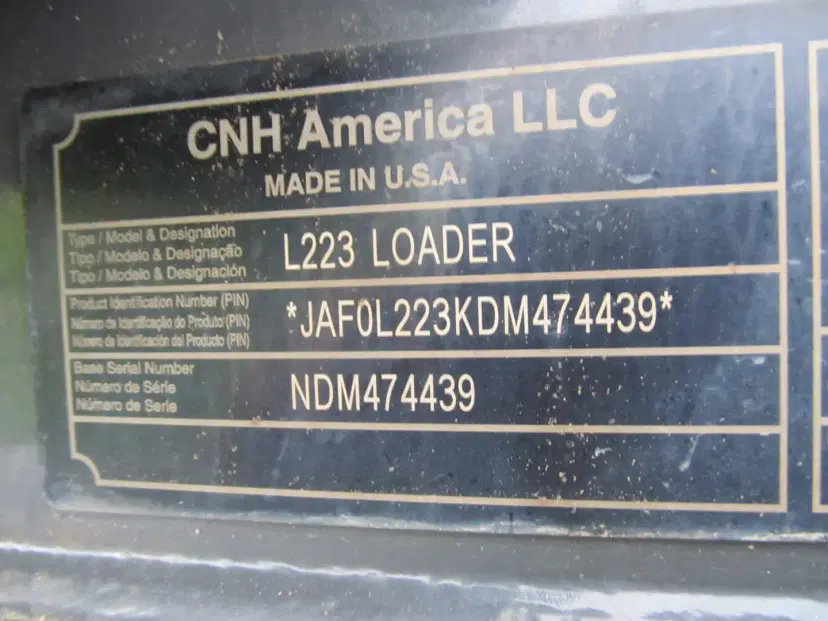 CNH America LLC
MADE IN U.S.A.
Type / Model & Designation
Tipo / Modelo & Designação
Tipo / Modelo & Designación
L223 LOADER
Product Identification Number (PIN)
Número de Identificação do Produto (PIN)
Número de Identificación del Producto (PIN)
*JAF0L223KDM474439*
Base Serial Number
Número de Série
Número de Serie
NDM474439